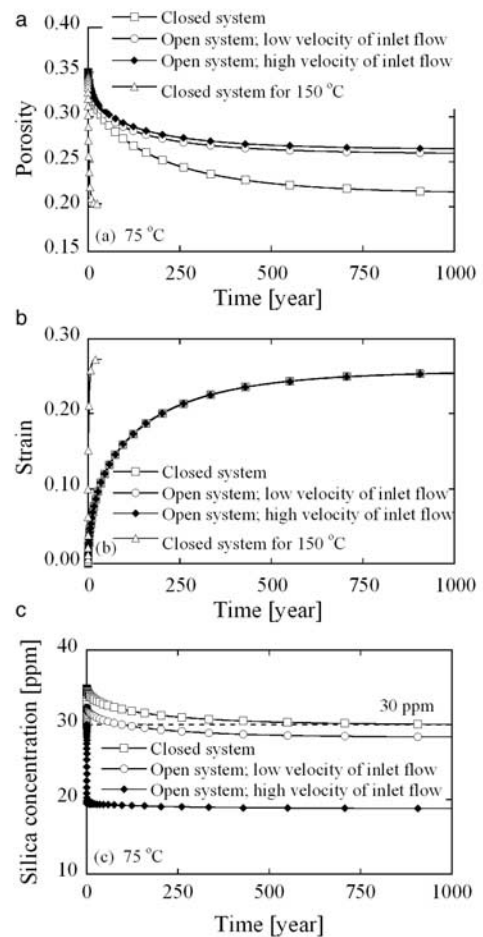 a
0.40
0.35
0.30
0.25
0.20
0.15
Porosity
Closed system
Open system; low velocity of inlet flow
Open system; high velocity of inlet flow
Closed system for 150 °C
(a) 75 °C
0 250 500 750 1000
Time [year]
b
0.30
0.20
0.10
0.00
Strain
Closed system
Open system; low velocity of inlet flow
Open system; high velocity of inlet flow
Closed system for 150 °C
(b)
0 250 500 750 1000
Time [year]
c
40
30
20
10
Silica concentration [ppm]
30 ppm
Closed system
Open system; low velocity of inlet flow
Open system; high velocity of inlet flow
(c) 75 °C
0 250 500 750 1000
Time [year]